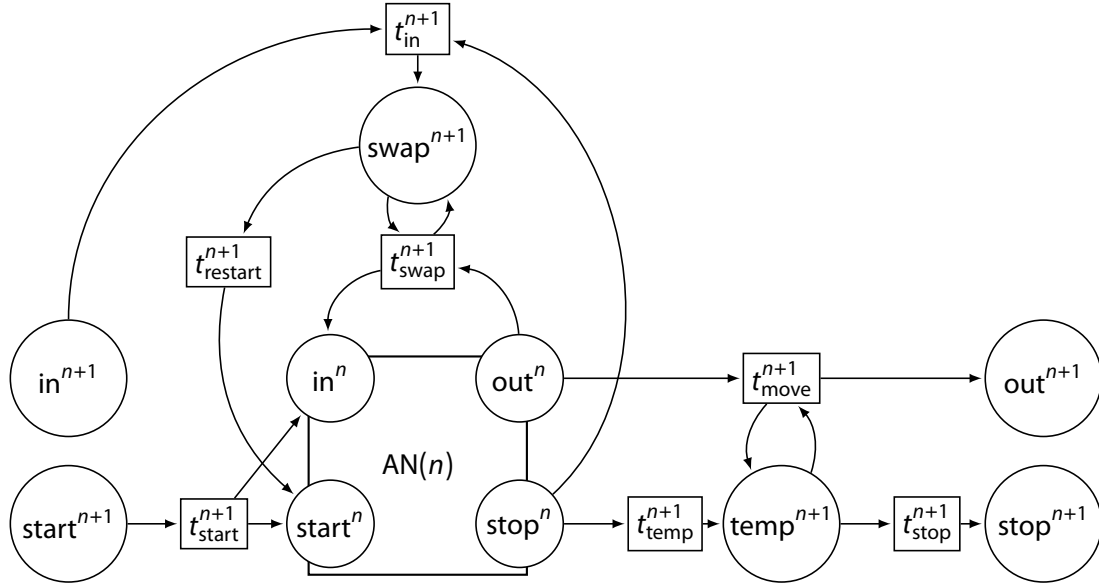 t_in^{n+1}
swap^{n+1}
t_restart^{n+1}
t_swap^{n+1}
in^{n+1}
in^n
out^n
t_move^{n+1}
out^{n+1}
AN(n)
start^{n+1}
t_start^{n+1}
start^n
stop^n
t_temp^{n+1}
temp^{n+1}
t_stop^{n+1}
stop^{n+1}